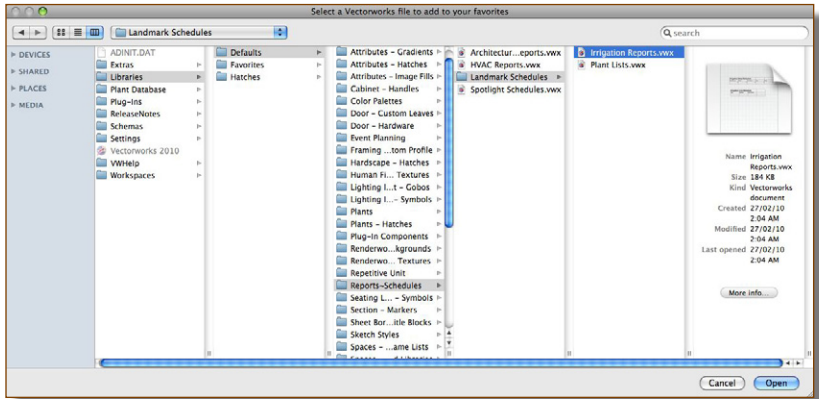 Select a Vectorworks file to add to your favorites
Landmark Schedules
search
DEVICES
SHARED
PLACES
MEDIA
ADINIT.DAT
Extras
Libraries
Plant Database
Plug-Ins
ReleaseNotes
Schemas
Settings
Vectorworks 2010
VWHelp
Workspaces
Defaults
Favorites
Hatches
Attributes - Gradients
Attributes - Hatches
Attributes - Image Fills
Cabinet - Handles
Color Palettes
Door - Custom Leaves
Door - Hardware
Event Planning
Framing ...tom Profile
Hardscape - Hatches
Human Fi... Textures
Lighting I...t - Gobos
Lighting I...- Symbols
Plants
Plants - Hatches
Plug-In Components
Renderwo...kgrounds
Renderwo... Textures
Repetitive Unit
Reports-Schedules
Seating L... - Symbols
Section - Markers
Sheet Bor...itle Blocks
Sketch Styles
Spaces - ...ame Lists
Architectur...eports.vwx
HVAC Reports.vwx
Landmark Schedules
Spotlight Schedules.vwx
Irrigation Reports.vwx
Plant Lists.vwx
Name Irrigation
Reports.vwx
Size 184 KB
Kind Vectorworks
document
Created 27/02/10
2:04 AM
Modified 27/02/10
2:04 AM
Last opened 27/02/10
2:04 AM
More info...
Cancel
Open